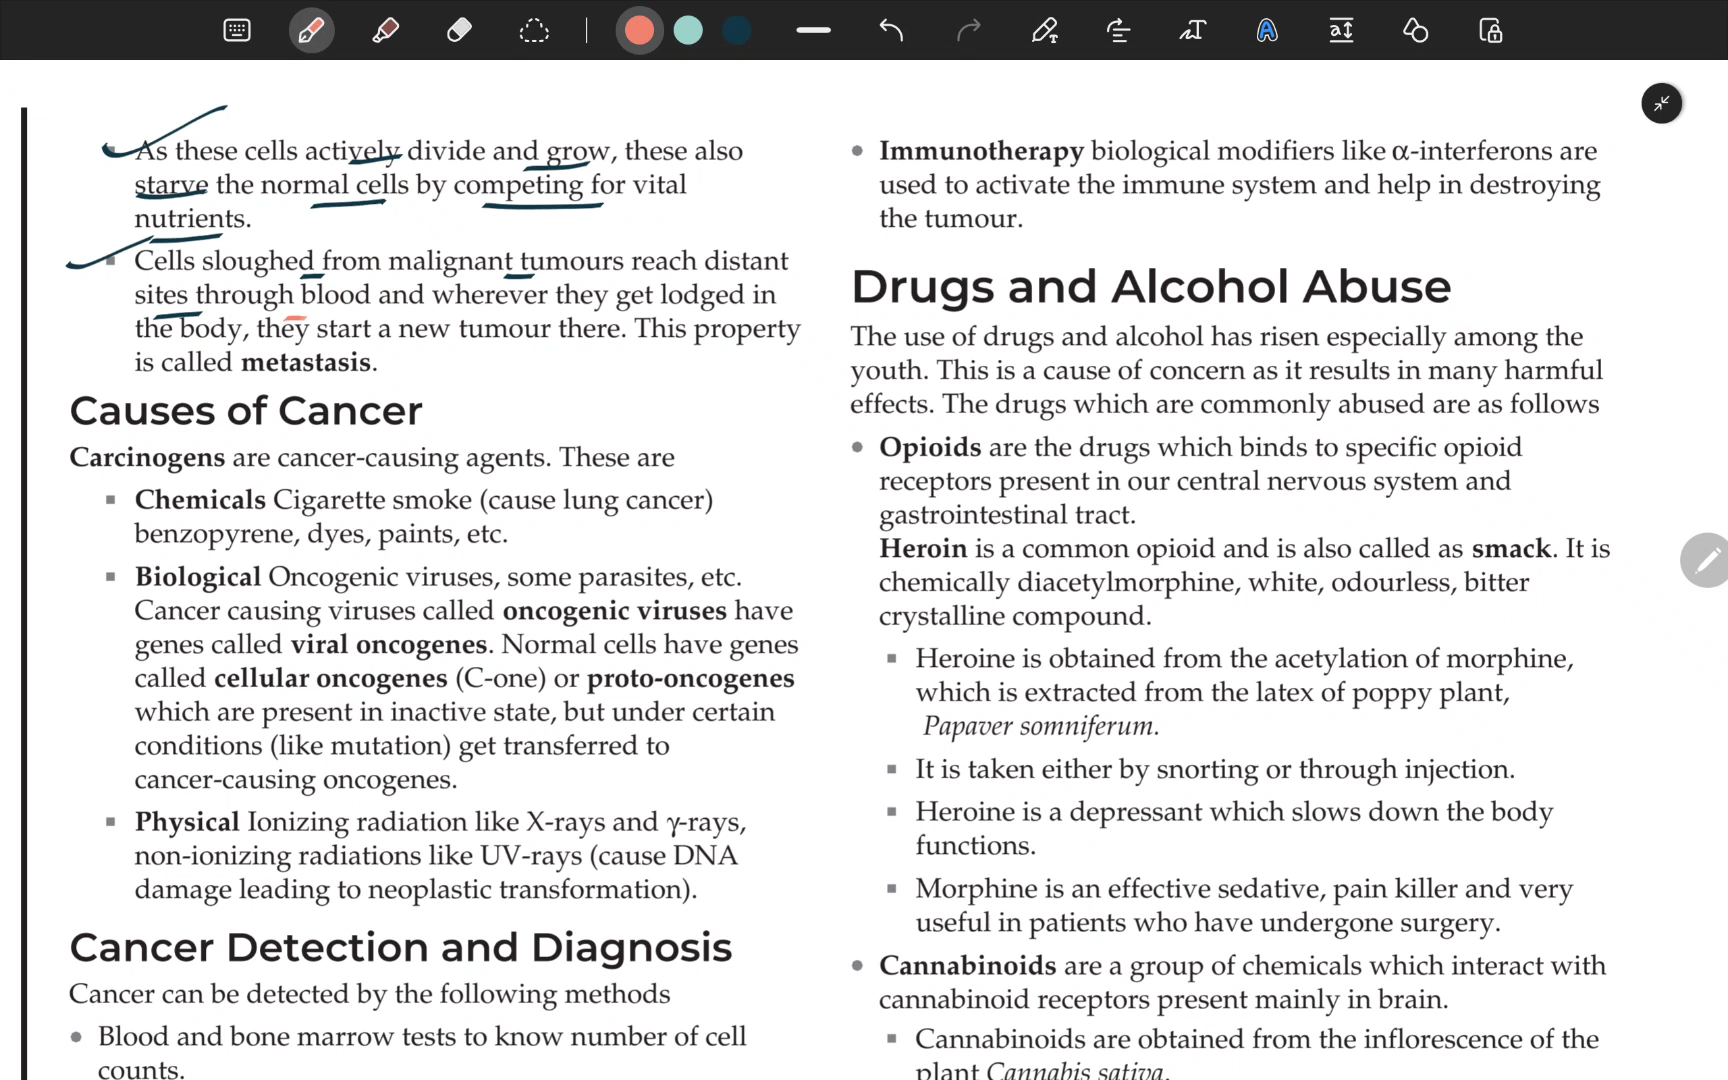 As these cells actively divide and grow, these also
starve the normal cells by competing for vital
nutrients.
Cells sloughed from malignant tumours reach distant
sites through blood and wherever they get lodged in
the body, they start a new tumour there. This property
is called metastasis.
Causes of Cancer
Carcinogens are cancer-causing agents. These are
Chemicals Cigarette smoke (cause lung cancer)
benzopyrene, dyes, paints, etc.
Biological Oncogenic viruses, some parasites, etc.
Cancer causing viruses called oncogenic viruses have
genes called viral oncogenes. Normal cells have genes
called cellular oncogenes (C-one) or proto-oncogenes
which are present in inactive state, but under certain
conditions (like mutation) get transferred to
cancer-causing oncogenes.
Physical Ionizing radiation like X-rays and γ-rays,
non-ionizing radiations like UV-rays (cause DNA
damage leading to neoplastic transformation).
Cancer Detection and Diagnosis
Cancer can be detected by the following methods
Blood and bone marrow tests to know number of cell
counts.
Immunotherapy biological modifiers like α-interferons are
used to activate the immune system and help in destroying
the tumour.
Drugs and Alcohol Abuse
The use of drugs and alcohol has risen especially among the
youth. This is a cause of concern as it results in many harmful
effects. The drugs which are commonly abused are as follows
Opioids are the drugs which binds to specific opioid
receptors present in our central nervous system and
gastrointestinal tract.
Heroin is a common opioid and is also called as smack. It is
chemically diacetylmorphine, white, odourless, bitter
crystalline compound.
Heroine is obtained from the acetylation of morphine,
which is extracted from the latex of poppy plant,
Papaver somniferum.
It is taken either by snorting or through injection.
Heroine is a depressant which slows down the body
functions.
Morphine is an effective sedative, pain killer and very
useful in patients who have undergone surgery.
Cannabinoids are a group of chemicals which interact with
cannabinoid receptors present mainly in brain.
Cannabinoids are obtained from the inflorescence of the
plant Cannabis sativa.